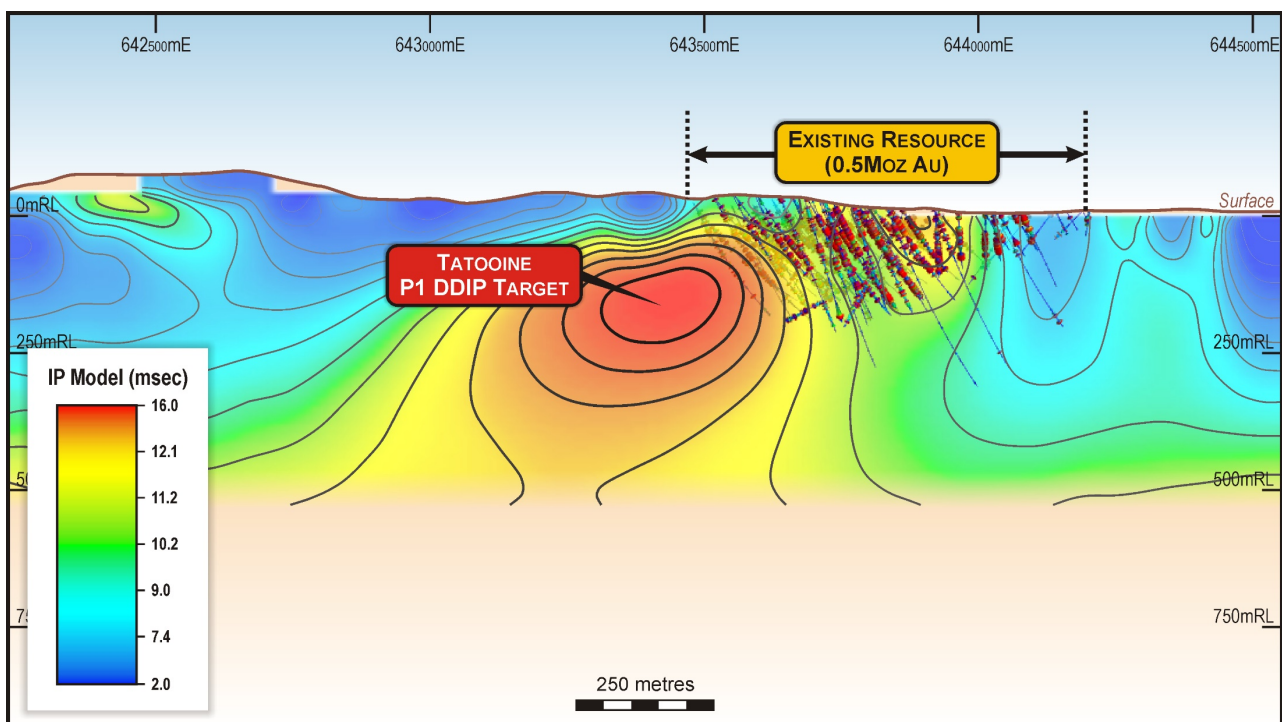 642500mE
643000mE
643500mE
644000mE
644500mE
EXISTING RESOURCE
(0.5MOZ AU)
Surface
0mRL
TATOOINE
P1 DDIP TARGET
250mRL
250mRL
IP Model (msec)
16.0
12.1
11.2
10.2
9.0
7.4
2.0
500mRL
750mRL
250 metres